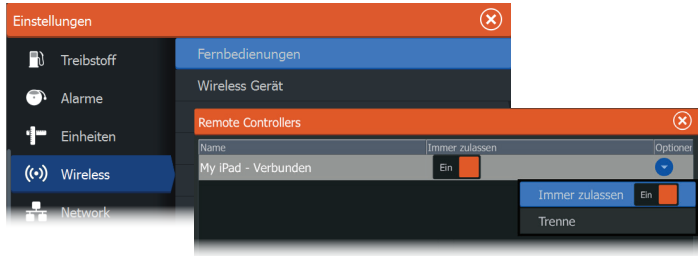 Einstellungen
Treibstoff
Fernbedienungen
Alarme
Wireless Gerät
Einheiten
Remote Controllers
Name Immer zulassen Optionen
My iPad - Verbunden Ein
Wireless
Immer zulassen Ein
Network
Trenne